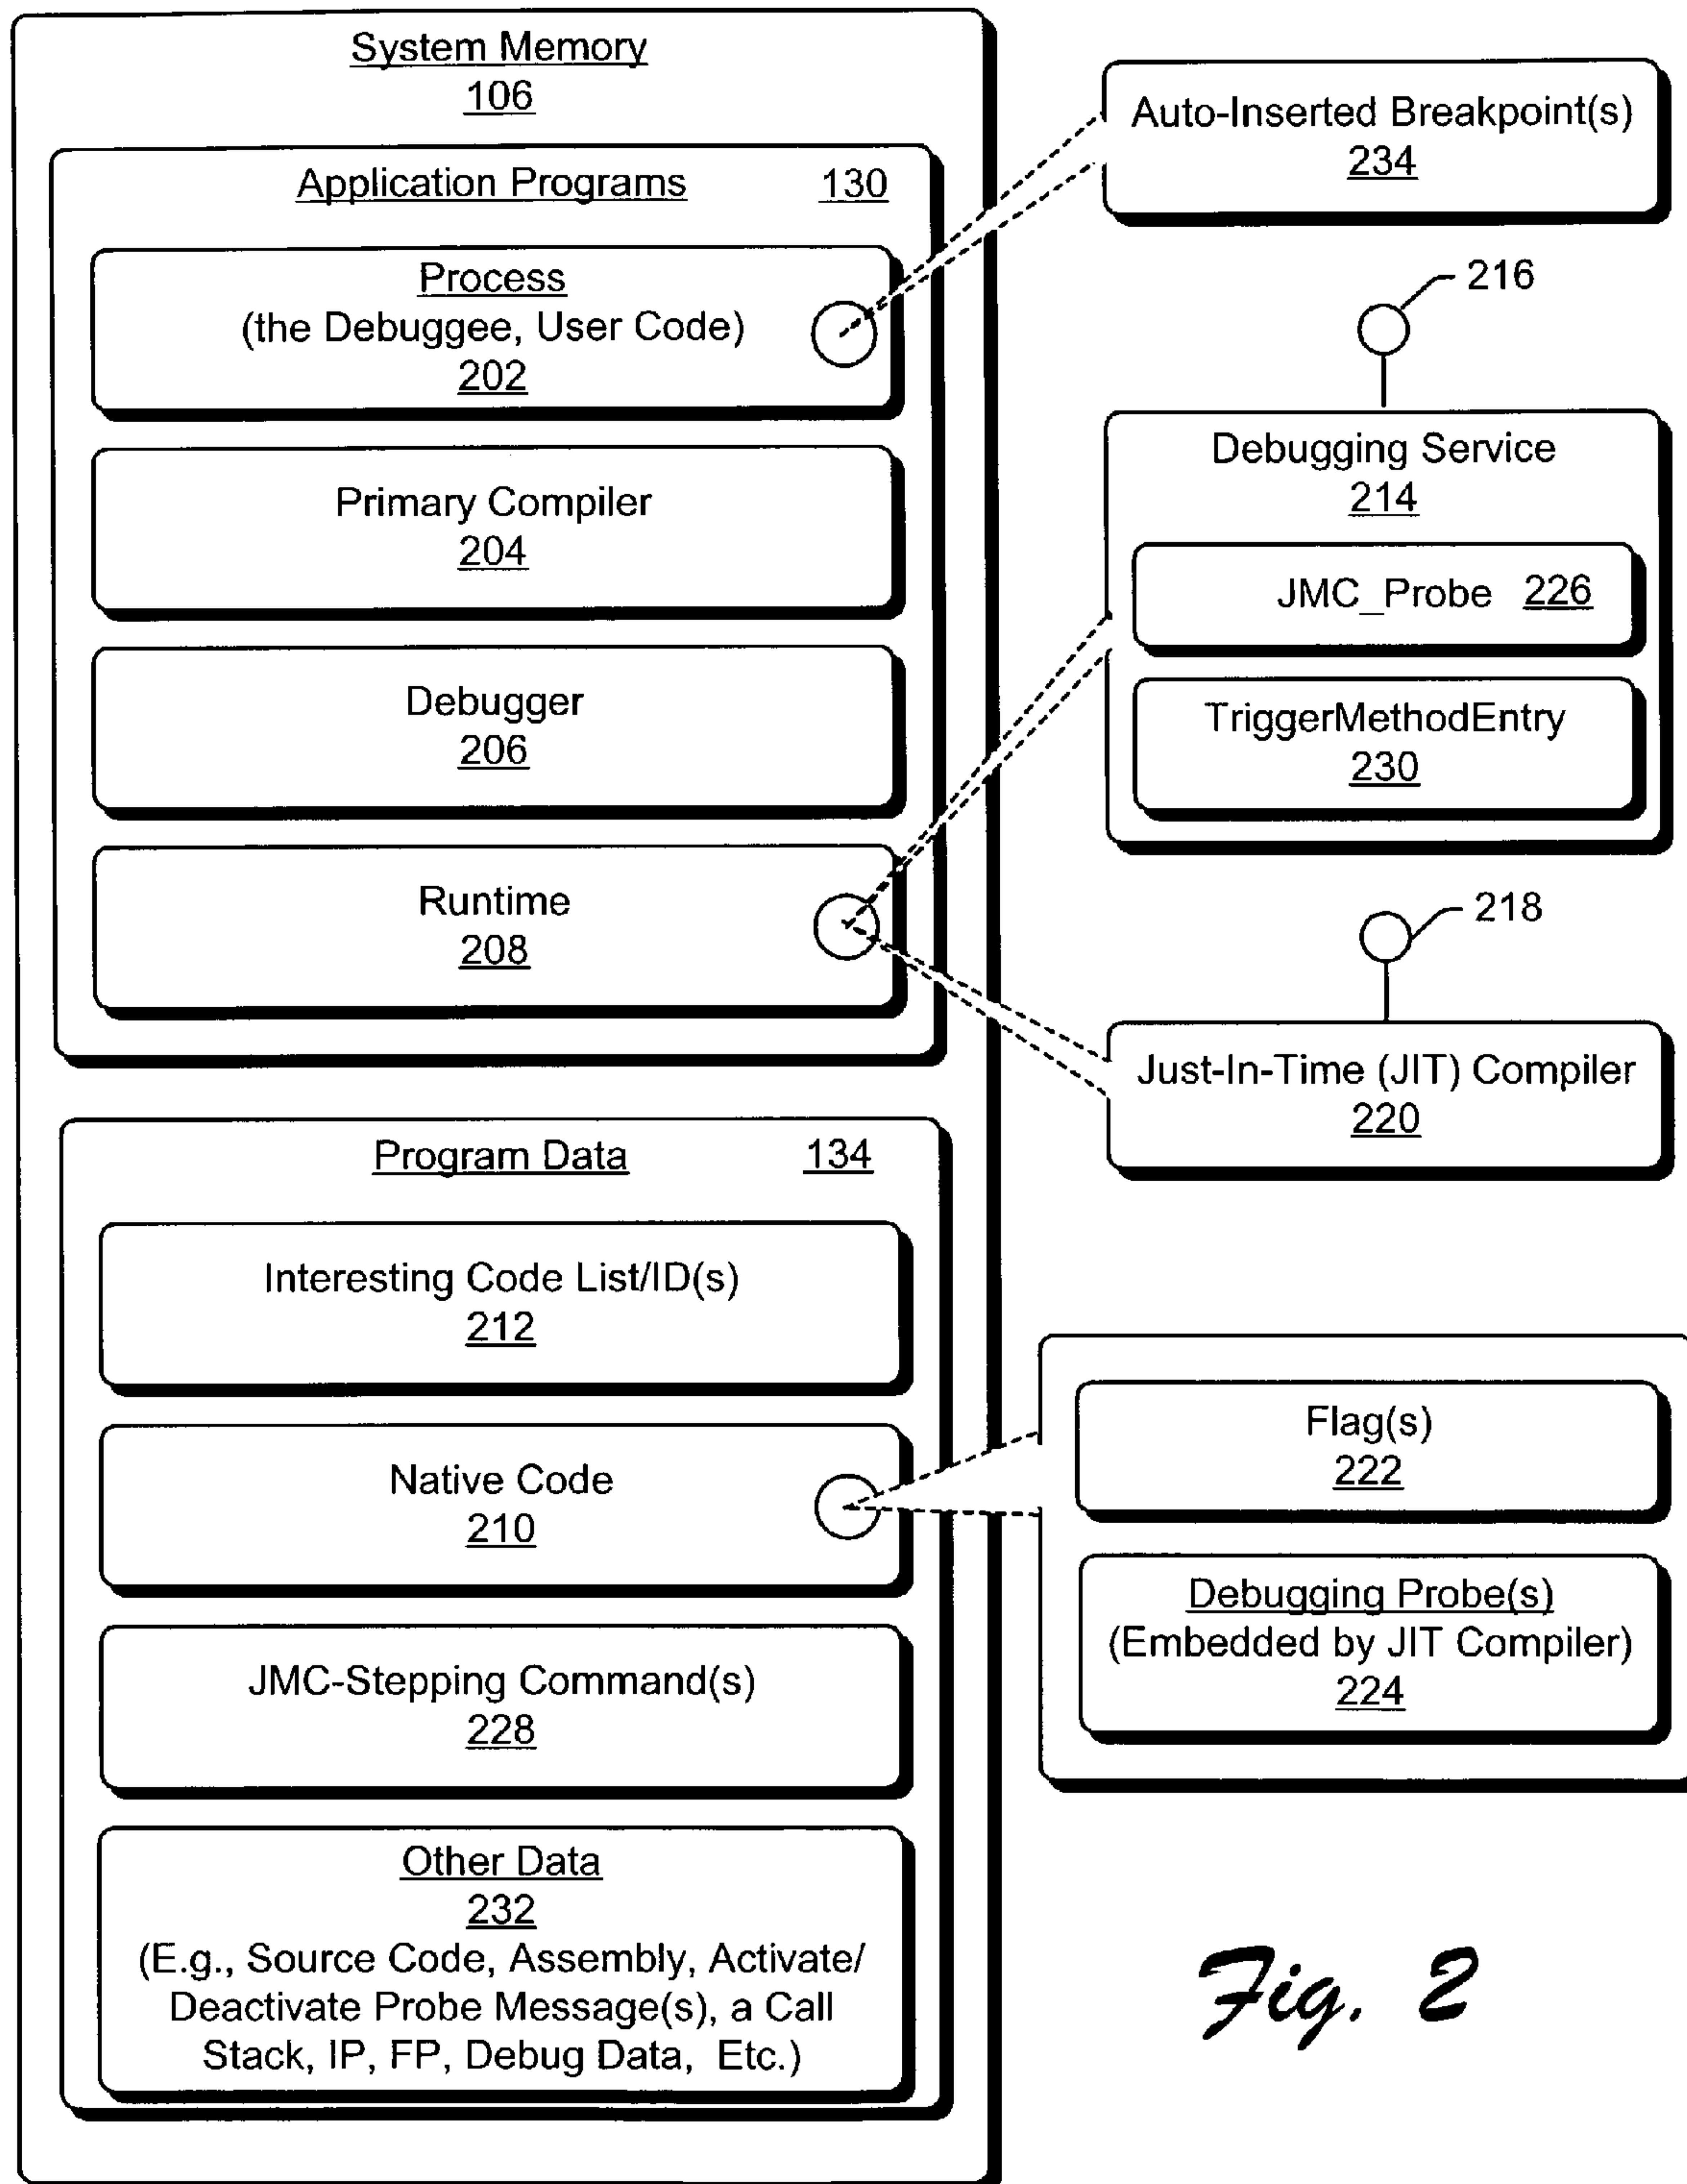 System Memory
106
Application Programs 130
Process
(the Debuggee, User Code)
202
Primary Compiler
204
Debugger
206
Runtime
208
Program Data 134
Interesting Code List/ID(s)
212
Native Code
210
JMC-Stepping Command(s)
228
Other Data
232
(E.g., Source Code, Assembly, Activate/
Deactivate Probe Message(s), a Call
Stack, IP, FP, Debug Data, Etc.)
Auto-Inserted Breakpoint(s)
234
216
Debugging Service
214
JMC_Probe 226
TriggerMethodEntry
230
218
Just-In-Time (JIT) Compiler
220
Flag(s)
222
Debugging Probe(s)
(Embedded by JIT Compiler)
224
Fig. 2